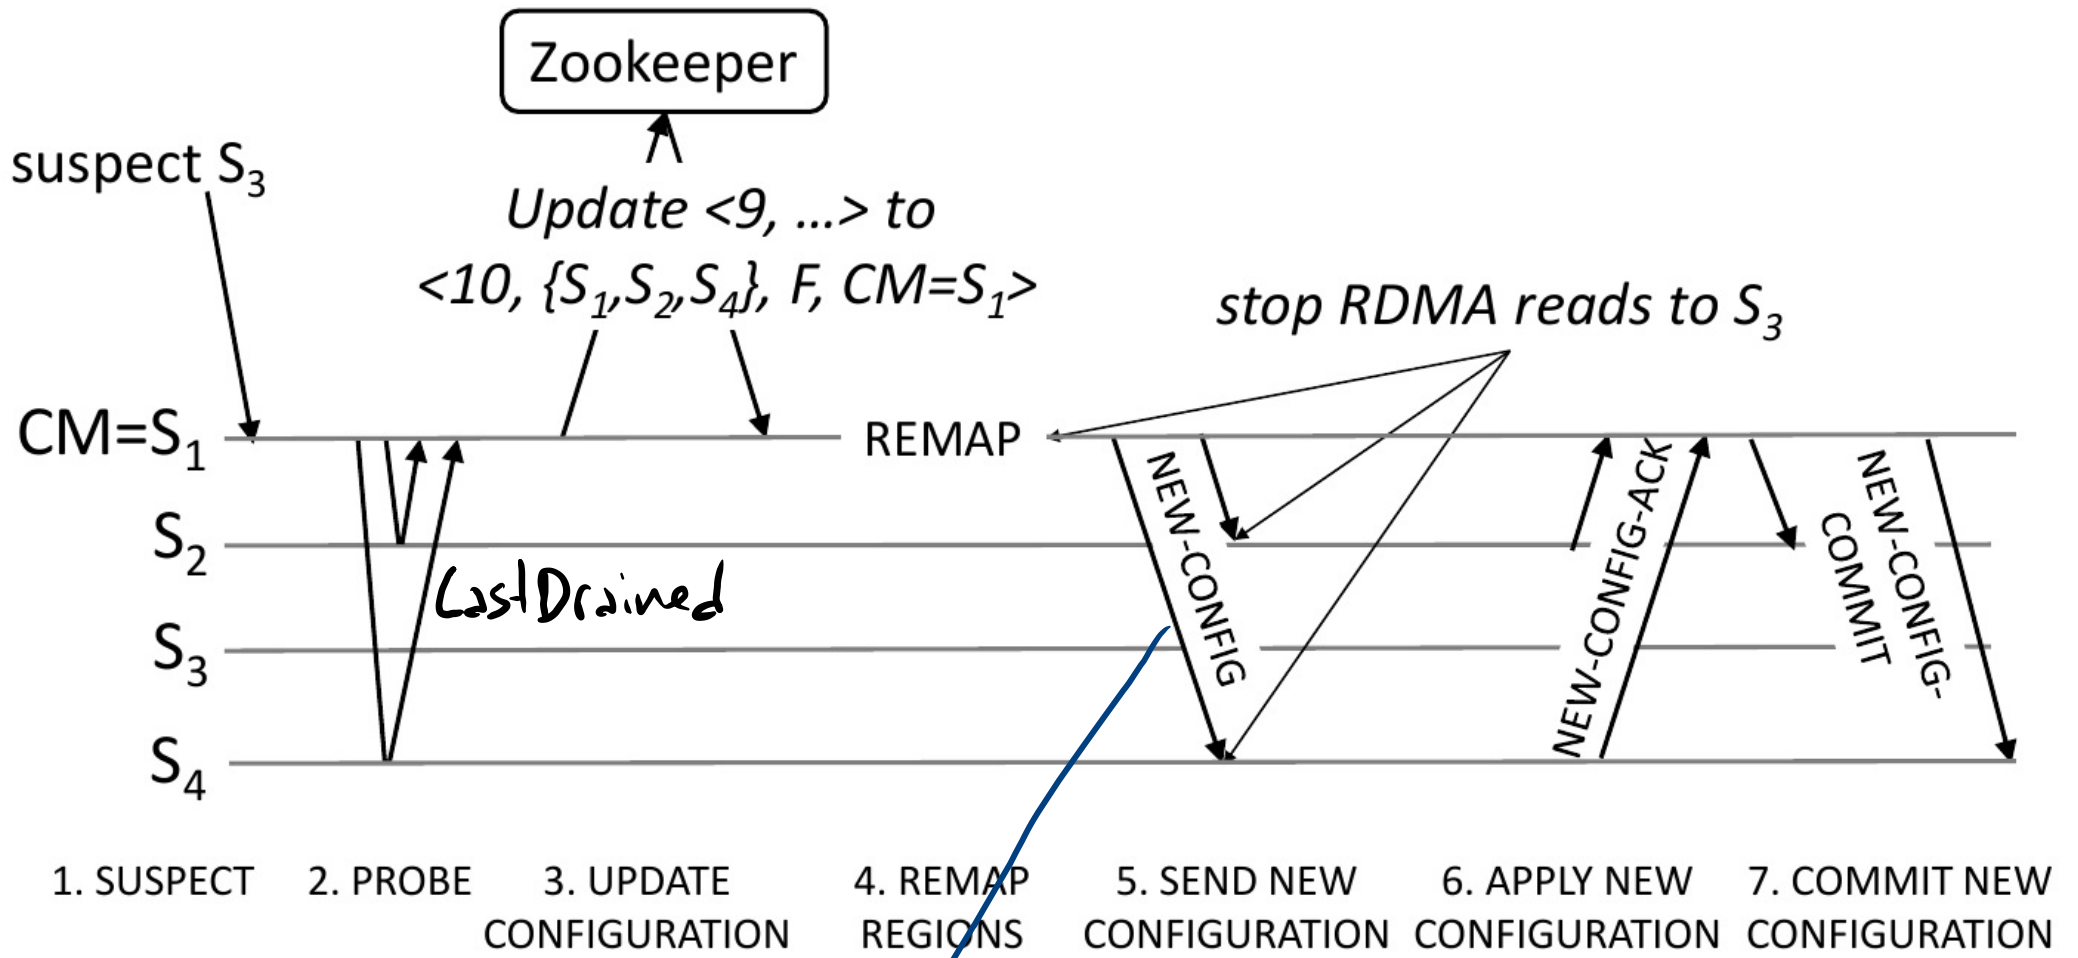 Zookeeper
suspect S₃
Update <9, ...> to
<10, {S₁,S₂,S₄}, F, CM=S₁>
stop RDMA reads to S₃
CM=S₁
REMAP
S₂
LastDrained
S₃
S₄
NEW-CONFIG
NEW-CONFIG-ACK
NEW-CONFIG-
COMMIT
1. SUSPECT
2. PROBE
3. UPDATE
CONFIGURATION
4. REMAP
REGIONS
5. SEND NEW
CONFIGURATION
6. APPLY NEW
CONFIGURATION
7. COMMIT NEW
CONFIGURATION